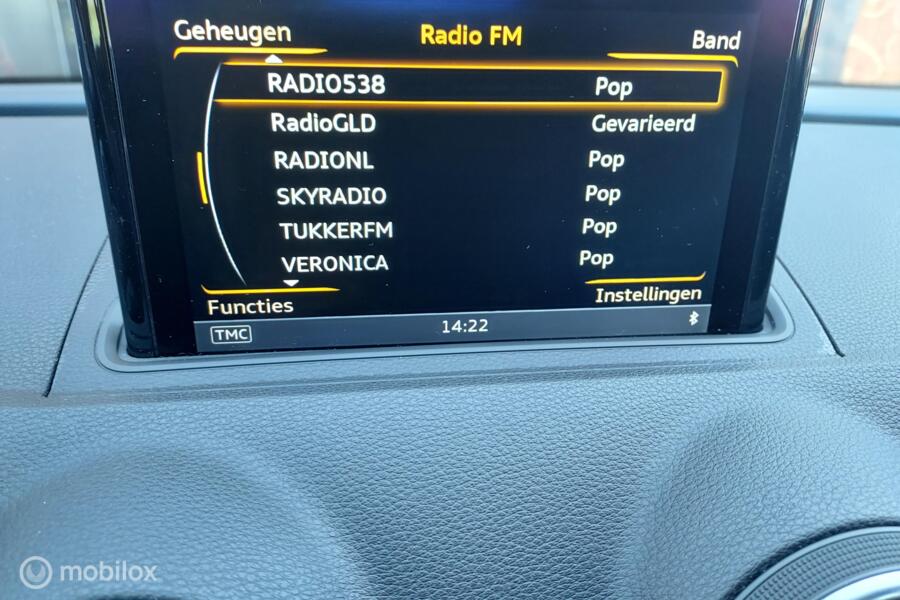 Geheugen Radio FM Band
RADIO538 Pop
RadioGLD Gevarieerd
RADIONL Pop
SKYRADIO Pop
TUKKERFM Pop
VERONICA Pop
Functies Instellingen
TMC 14:22
mobilox